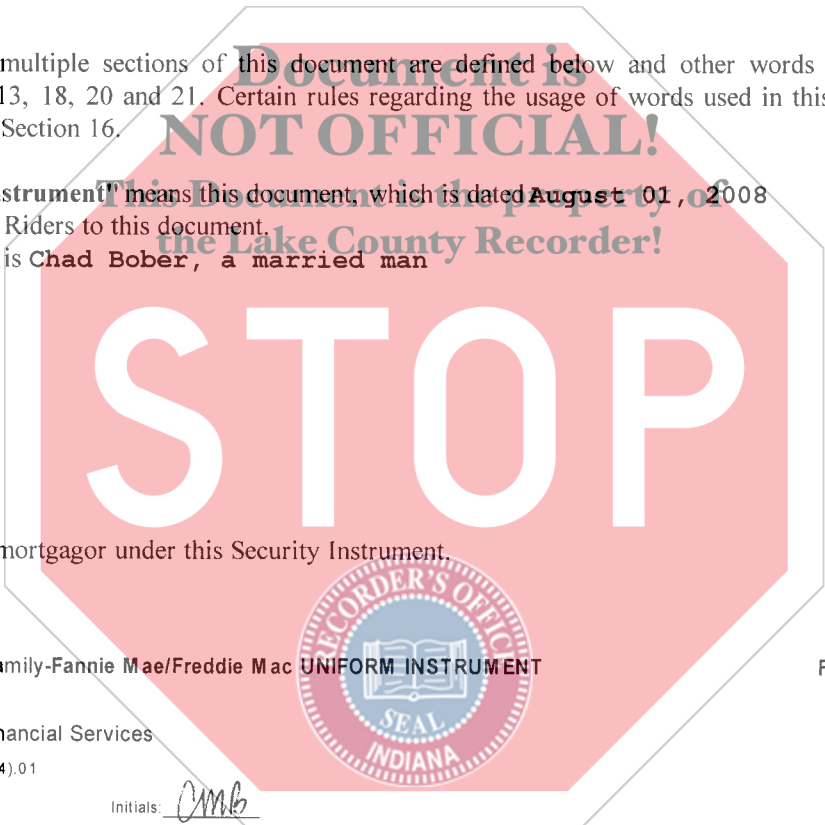 multiple sections of this document are defined below and other words
Document is
13, 18, 20 and 21. Certain rules regarding the usage of words used in this
Section 16.
NOT OFFICIAL!
strument" means this document, which is dated August 01, 2008
This Document is the property of
Riders to this document.
the Lake County Recorder!
is Chad Bober, a married man
STOP
mortgagor under this Security Instrument.
RECORDER'S OFFICE
amily-Fannie Mae/Freddie Mac UNIFORM INSTRUMENT
SEAL
INDIANA
nancial Services
4).01
Initials: CMB